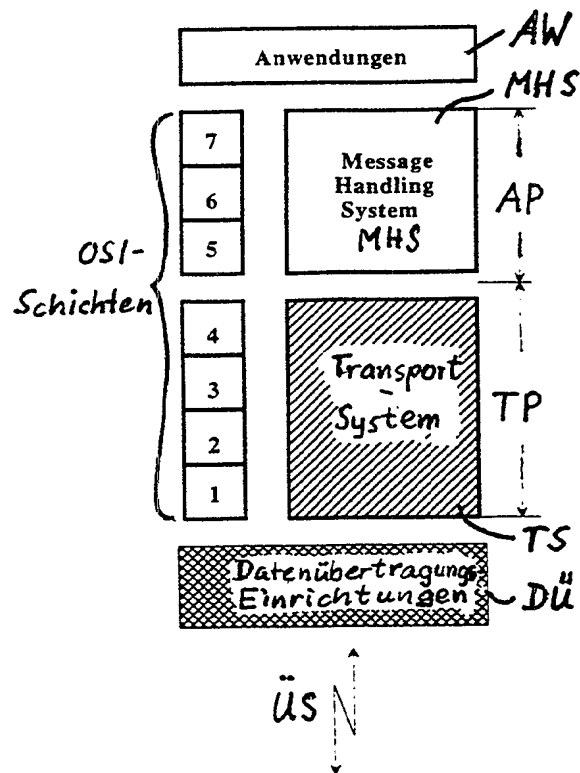 AW
Anwendungen
MHS
7
6
5
Message
Handling
System
MHS
AP
OSI-
Schichten
4
3
2
1
Transport
-
System
TP
TS
Datenübertragungs-
Einrichtungen
DÜ
ÜS